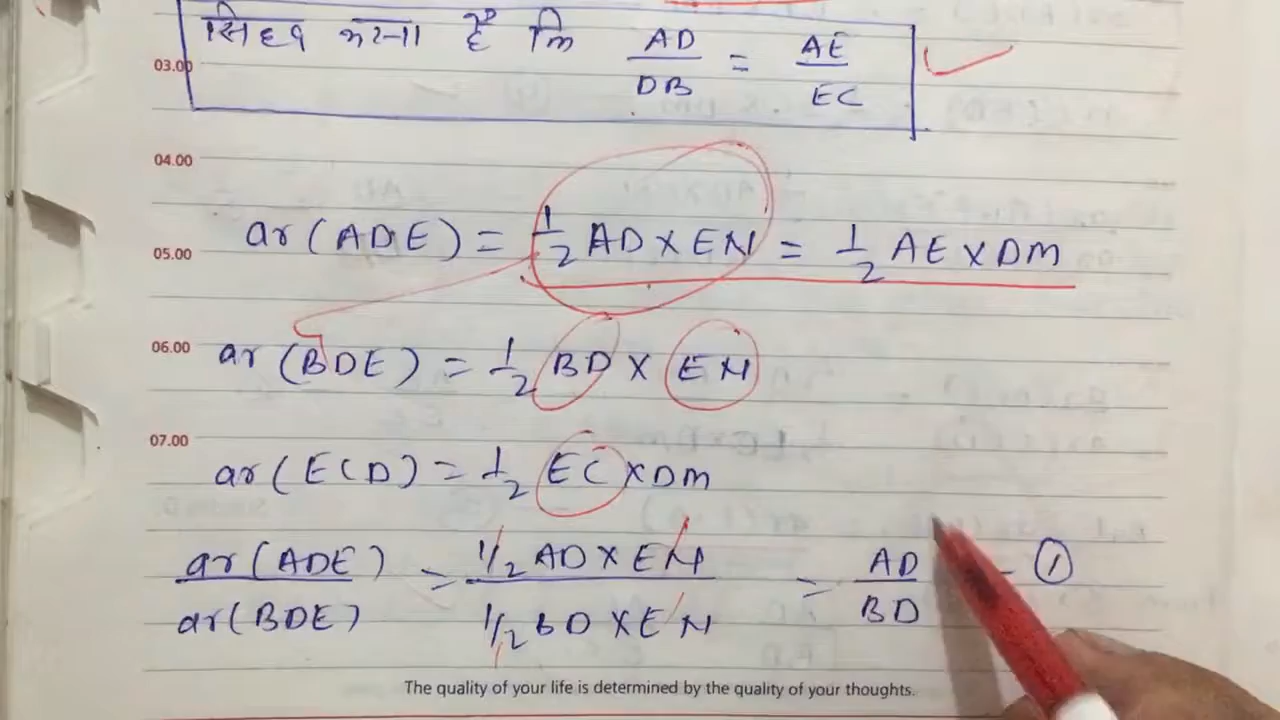 सिद्ध करना है कि AD/DB = AE/EC
03.00
04.00
ar(ADE) = 1/2 AD X EN = 1/2 AE X DM
05.00
06.00
ar(BDE) = 1/2 BD X EN
07.00
ar(ECD) = 1/2 EC X DM
ar(ADE)/ar(BDE) = 1/2 AD X EN/1/2 BD X EN = AD/BD - ①
The quality of your life is determined by the quality of your thoughts.